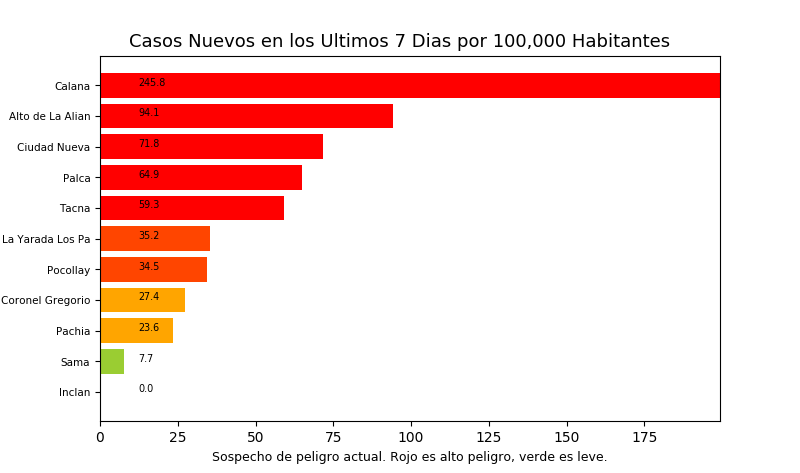 Casos Nuevos en los Ultimos 7 Dias por 100,000 Habitantes
Calana 245.8
Alto de La Alian 94.1
Ciudad Nueva 71.8
Palca 64.9
Tacna 59.3
La Yarada Los Pa 35.2
Pocollay 34.5
Coronel Gregorio 27.4
Pachia 23.6
Sama 7.7
Inclan 0.0
0 25 50 75 100 125 150 175
Sospecho de peligro actual. Rojo es alto peligro, verde es leve.